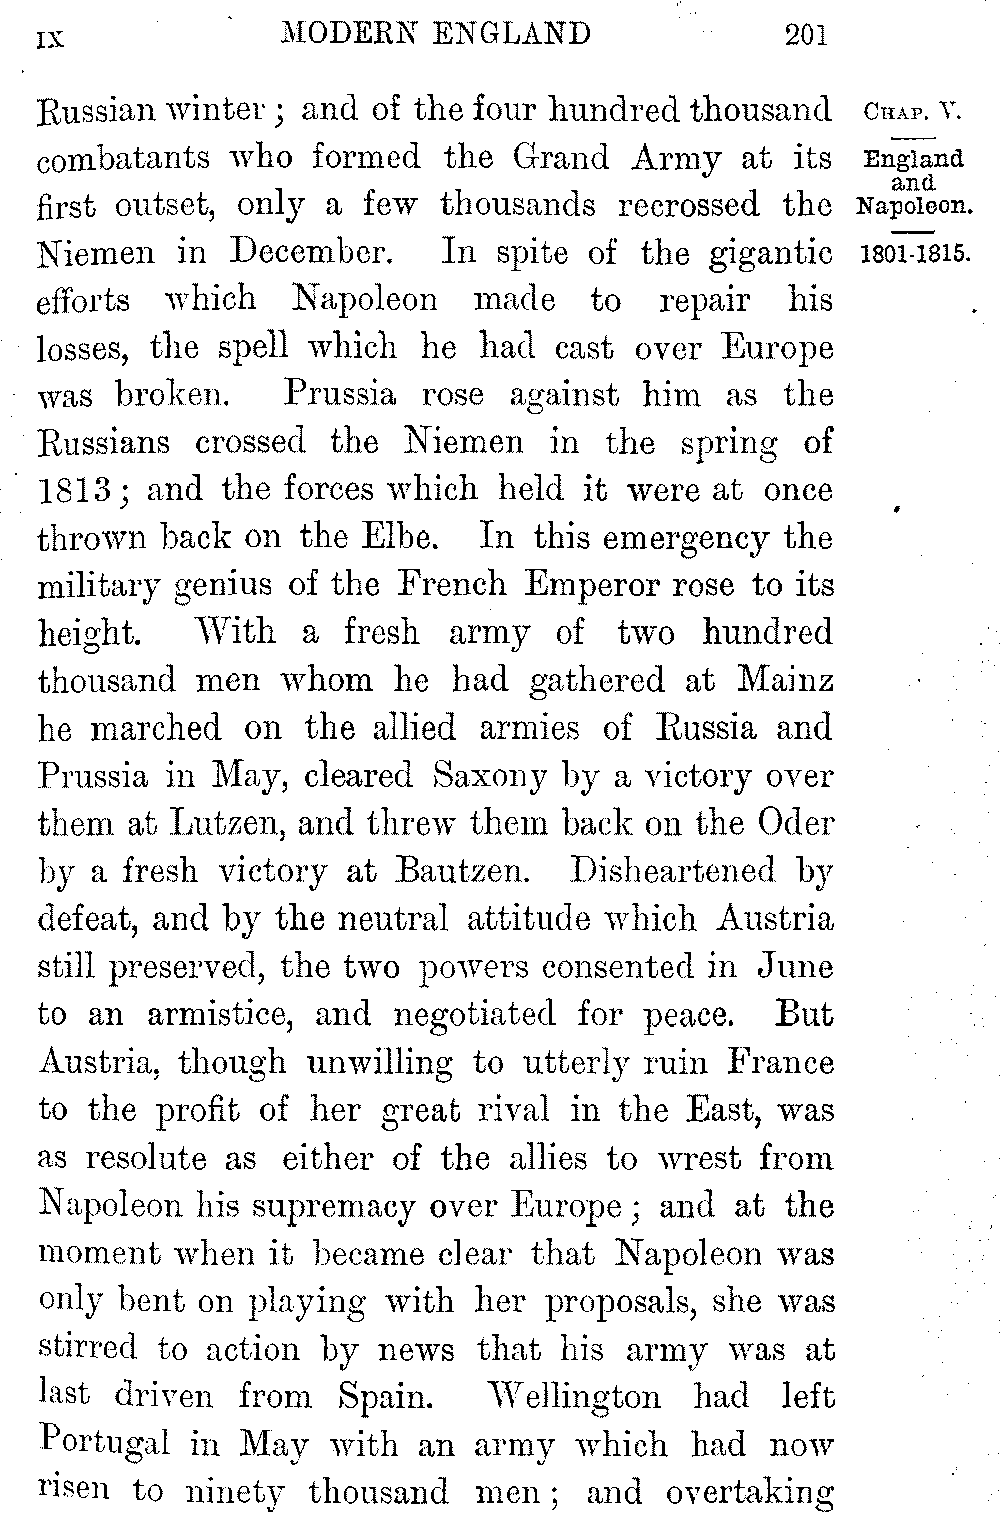 IX MODERN ENGLAND 201
Russian winter; and of the four hundred thousand
combatants who formed the Grand Army at its
first outset, only a few thousands recrossed the
Niemen in December. In spite of the gigantic
efforts which Napoleon made to repair his
losses, the spell which he had cast over Europe
was broken. Prussia rose against him as the
Russians crossed the Niemen in the spring of
1813; and the forces which held it were at once
thrown back on the Elbe. In this emergency the
military genius of the French Emperor rose to its
height. With a fresh army of two hundred
thousand men whom he had gathered at Mainz
he marched on the allied armies of Russia and
Prussia in May, cleared Saxony by a victory over
them at Lutzen, and threw them back on the Oder
by a fresh victory at Bautzen. Disheartened by
defeat, and by the neutral attitude which Austria
still preserved, the two powers consented in June
to an armistice, and negotiated for peace. But
Austria, though unwilling to utterly ruin France
to the profit of her great rival in the East, was
as resolute as either of the allies to wrest from
Napoleon his supremacy over Europe; and at the
moment when it became clear that Napoleon was
only bent on playing with her proposals, she was
stirred to action by news that his army was at
last driven from Spain. Wellington had left
Portugal in May with an army which had now
risen to ninety thousand men; and overtaking
CHAP. V.
England
and
Napoleon.
1801-1815.